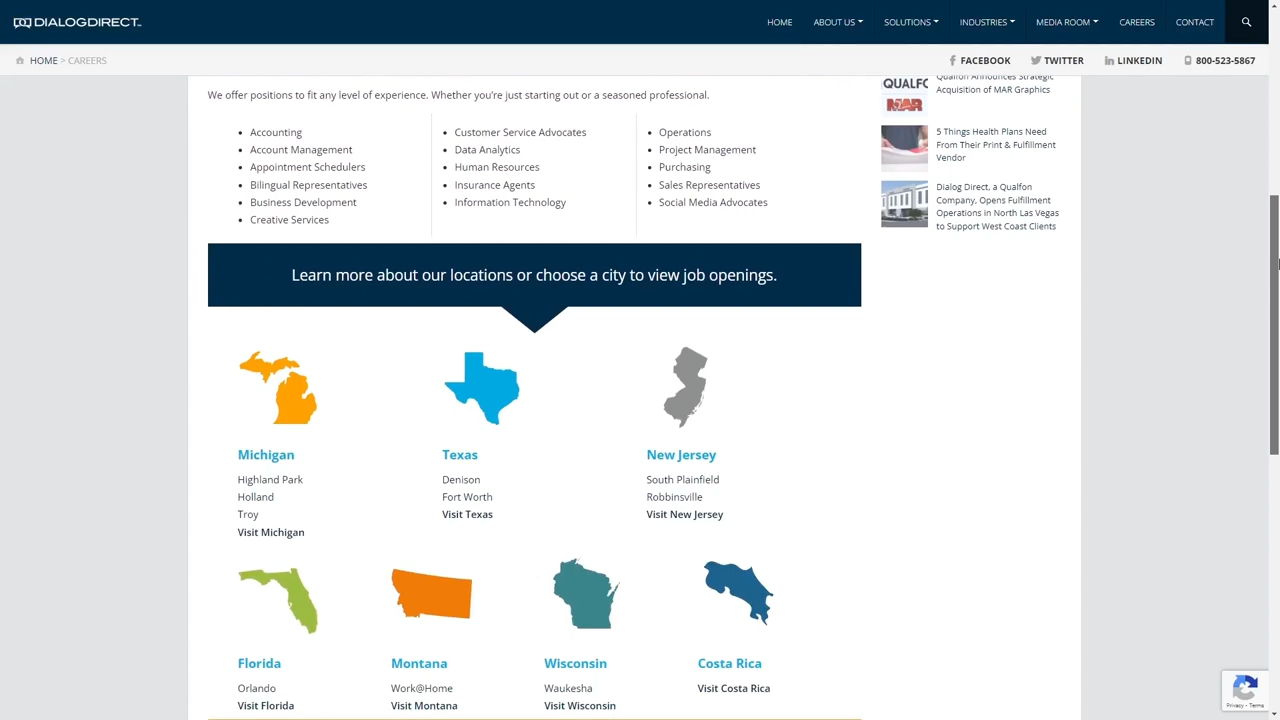 DIALOGDIRECT
HOME
ABOUT US
SOLUTIONS
INDUSTRIES
MEDIA ROOM
CAREERS
CONTACT
HOME > CAREERS
FACEBOOK
TWITTER
LINKEDIN
800-523-5867
We offer positions to fit any level of experience. Whether you're just starting out or a seasoned professional.
Accounting
Account Management
Appointment Schedulers
Bilingual Representatives
Business Development
Creative Services
Customer Service Advocates
Data Analytics
Human Resources
Insurance Agents
Information Technology
Operations
Project Management
Purchasing
Sales Representatives
Social Media Advocates
QUALFO
MAR
Qualfon Announces Strategic
Acquisition of MAR Graphics
5 Things Health Plans Need
From Their Print & Fulfillment
Vendor
Dialog Direct, a Qualfon
Company, Opens Fulfillment
Operations in North Las Vegas
to Support West Coast Clients
Learn more about our locations or choose a city to view job openings.
Michigan
Highland Park
Holland
Troy
Visit Michigan
Texas
Denison
Fort Worth
Visit Texas
New Jersey
South Plainfield
Robbinsville
Visit New Jersey
Florida
Orlando
Visit Florida
Montana
Work@Home
Visit Montana
Wisconsin
Waukesha
Visit Wisconsin
Costa Rica
Visit Costa Rica
Privacy - Terms